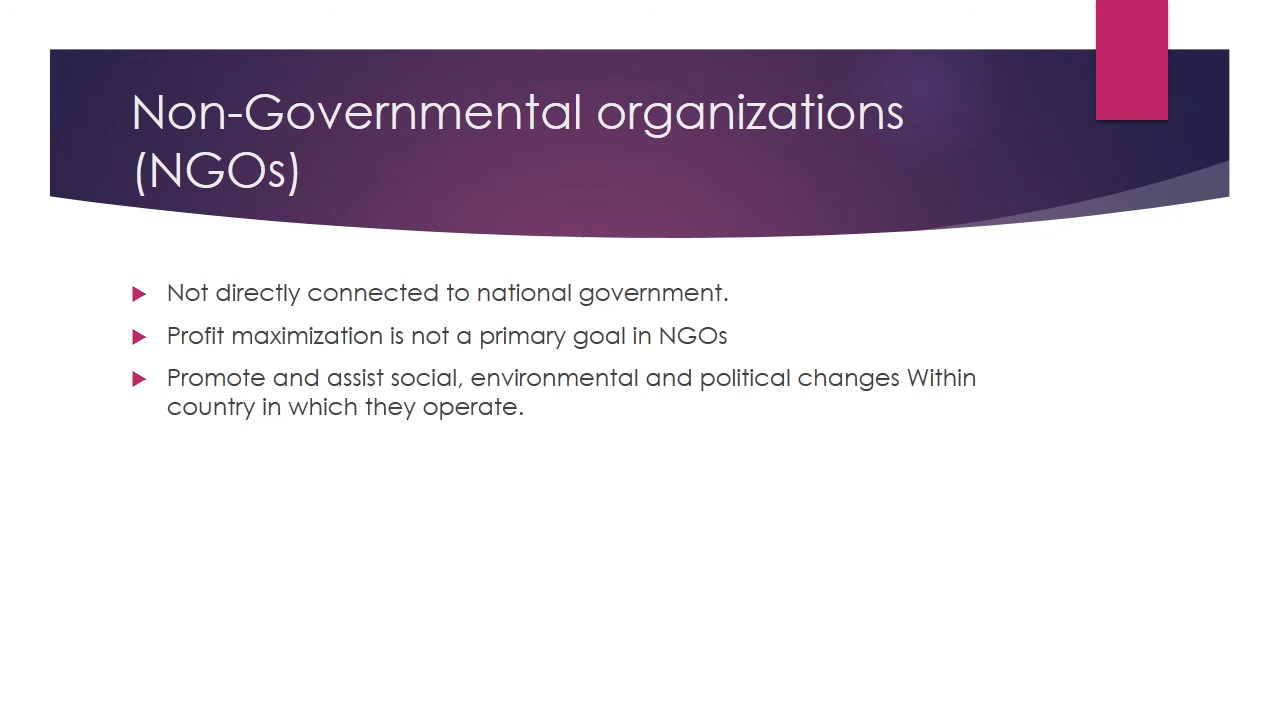 Non-Governmental organizations
(NGOs)
Not directly connected to national government.
Profit maximization is not a primary goal in NGOs
Promote and assist social, environmental and political changes Within
country in which they operate.